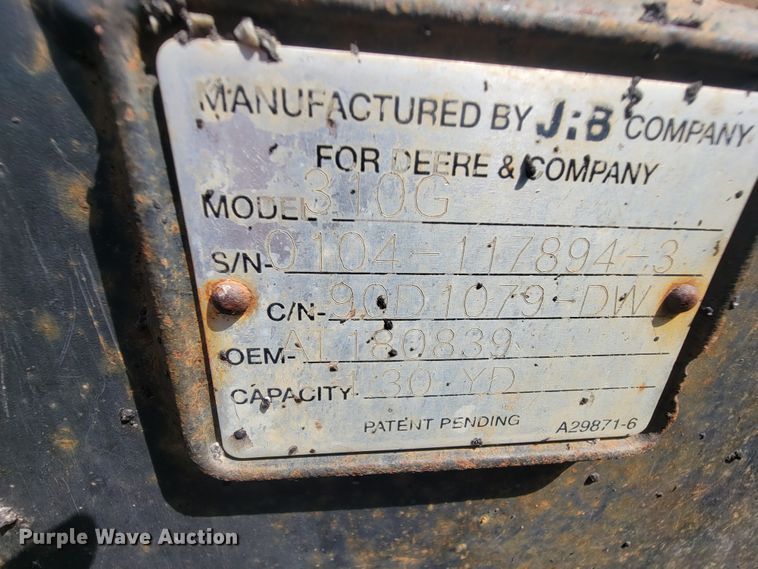 MANUFACTURED BY J.B COMPANY
FOR DEERE & COMPANY
MODEL 310G
S/N- 0104-117894-3
C/N- 90D1079-DW
OEM- AT180839
CAPACITY 1.30 YD
PATENT PENDING A29871-6
Purple Wave Auction